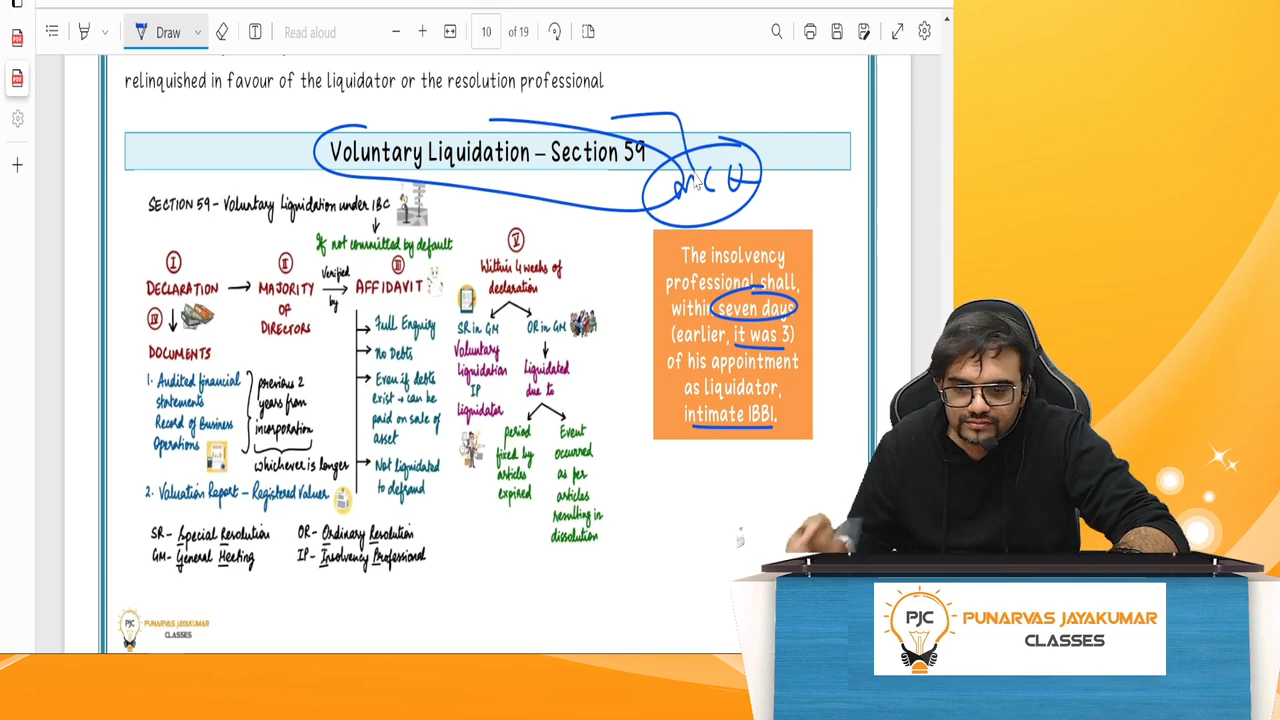 Draw
Read aloud
10 of 19
relinquished in favour of the liquidator or the resolution professional
Voluntary Liquidation – Section 59
SECTION 59 - Voluntary Liquidation under IBC
If not committed by default
I
DECLARATION
II
MAJORITY
OF
DIRECTORS
Verified
by
III
AFFIDAVIT
IV
DOCUMENTS
1. Audited financial
statements
Record of Business
Operations
previous 2
years from
incorporation
whichever is longer
2. Valuation Report - Registered Valuer
Full Enquiry
No Debts
Even if debts
exist → can be
paid on sale of
asset
Not liquidated
to defraud
V
Within 4 weeks of
declaration
SR in GM
Voluntary
Liquidation
IP
liquidator
OR in GM
Liquidated
due to
period
fixed by
articles
expired
Event
occurred
as per
articles
resulting in
dissolution
SR - Special Resolution
OR - Ordinary Resolution
GM- General Meeting
IP- Insolvency Professional
The insolvency
professional shall,
within seven days
(earlier, it was 3)
of his appointment
as liquidator,
intimate IBBI.
PJC
PUNARVAS JAYAKUMAR
CLASSES
PJC
PUNARVAS JAYAKUMAR
CLASSES